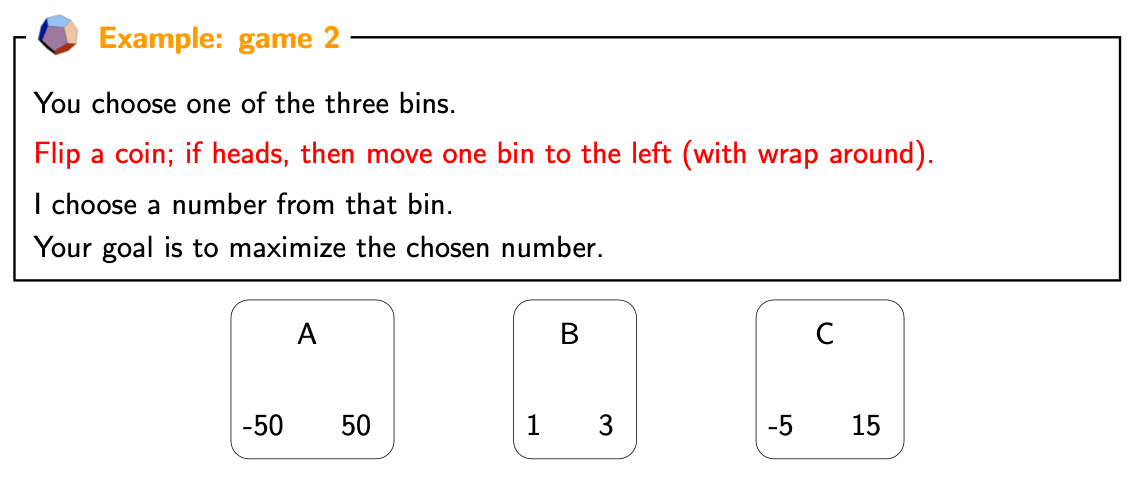 Example: game 2
You choose one of the three bins.
Flip a coin; if heads, then move one bin to the left (with wrap around).
I choose a number from that bin.
Your goal is to maximize the chosen number.
A B C
-50 50 1 3 -5 15